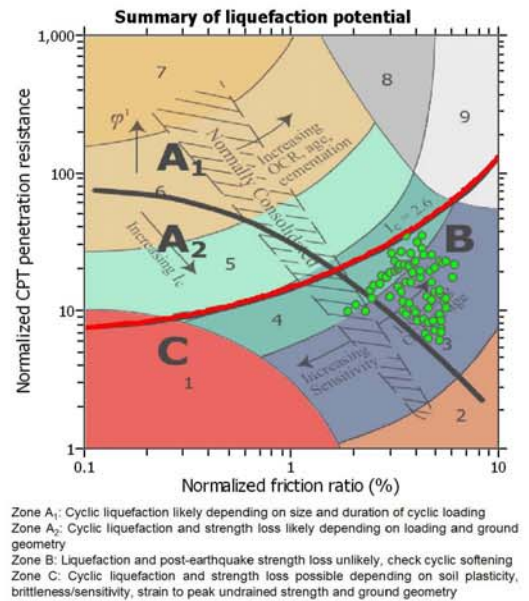 Summary of liquefaction potential
1,000
7
8
9
φ'
Increasing
OCR, age,
cementation
Normally Consolidated
A1
100
6
Ic = 2.6
A2
B
Increasing Ic
5
Normalized CPT penetration resistance
10
4
3
C
Increasing
Sensitivity
1
2
1
0.1
1
10
Normalized friction ratio (%)
Zone A1: Cyclic liquefaction likely depending on size and duration of cyclic loading
Zone A2: Cyclic liquefaction and strength loss likely depending on loading and ground
geometry
Zone B: Liquefaction and post-earthquake strength loss unlikely, check cyclic softening
Zone C: Cyclic liquefaction and strength loss possible depending on soil plasticity,
brittleness/sensitivity, strain to peak undrained strength and ground geometry